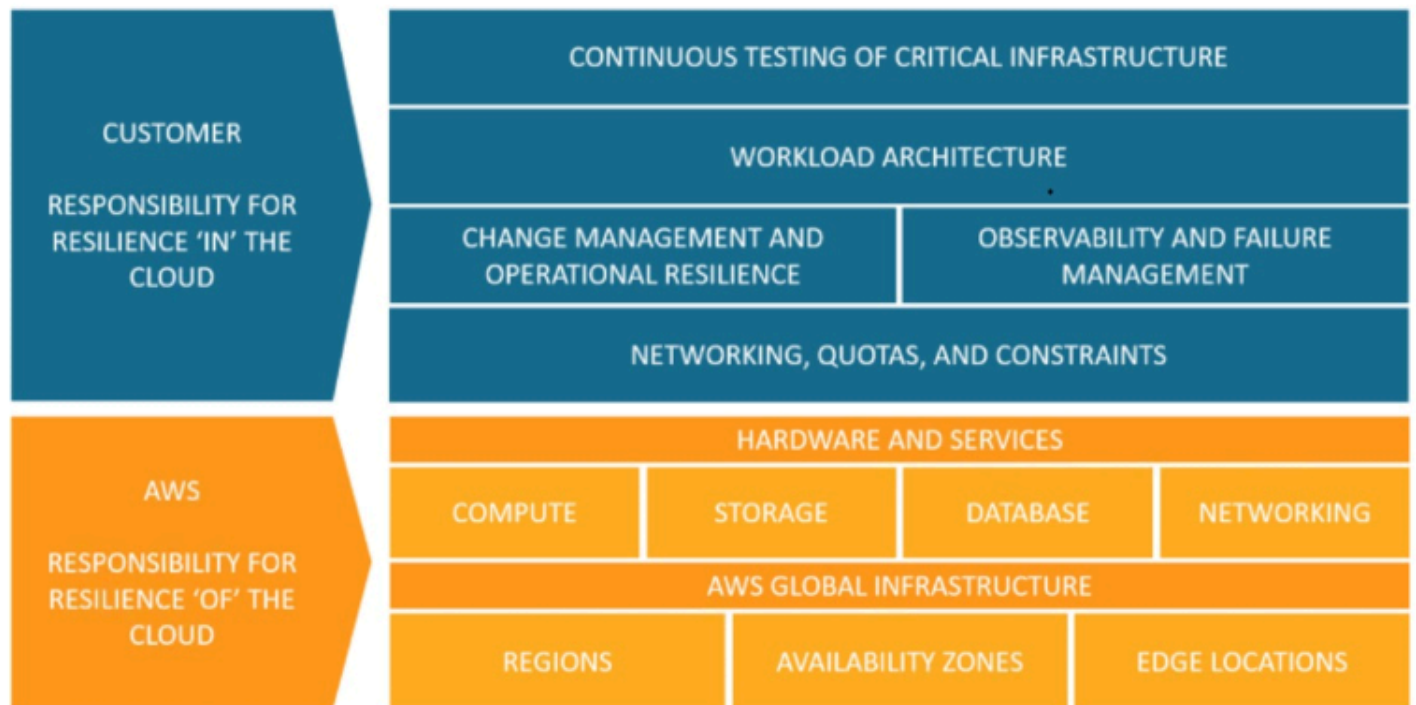 CUSTOMER
RESPONSIBILITY FOR
RESILIENCE ‘IN’ THE
CLOUD
CONTINUOUS TESTING OF CRITICAL INFRASTRUCTURE
WORKLOAD ARCHITECTURE
CHANGE MANAGEMENT AND
OPERATIONAL RESILIENCE
OBSERVABILITY AND FAILURE
MANAGEMENT
NETWORKING, QUOTAS, AND CONSTRAINTS
AWS
RESPONSIBILITY FOR
RESILIENCE ‘OF’ THE
CLOUD
HARDWARE AND SERVICES
COMPUTE
STORAGE
DATABASE
NETWORKING
AWS GLOBAL INFRASTRUCTURE
REGIONS
AVAILABILITY ZONES
EDGE LOCATIONS